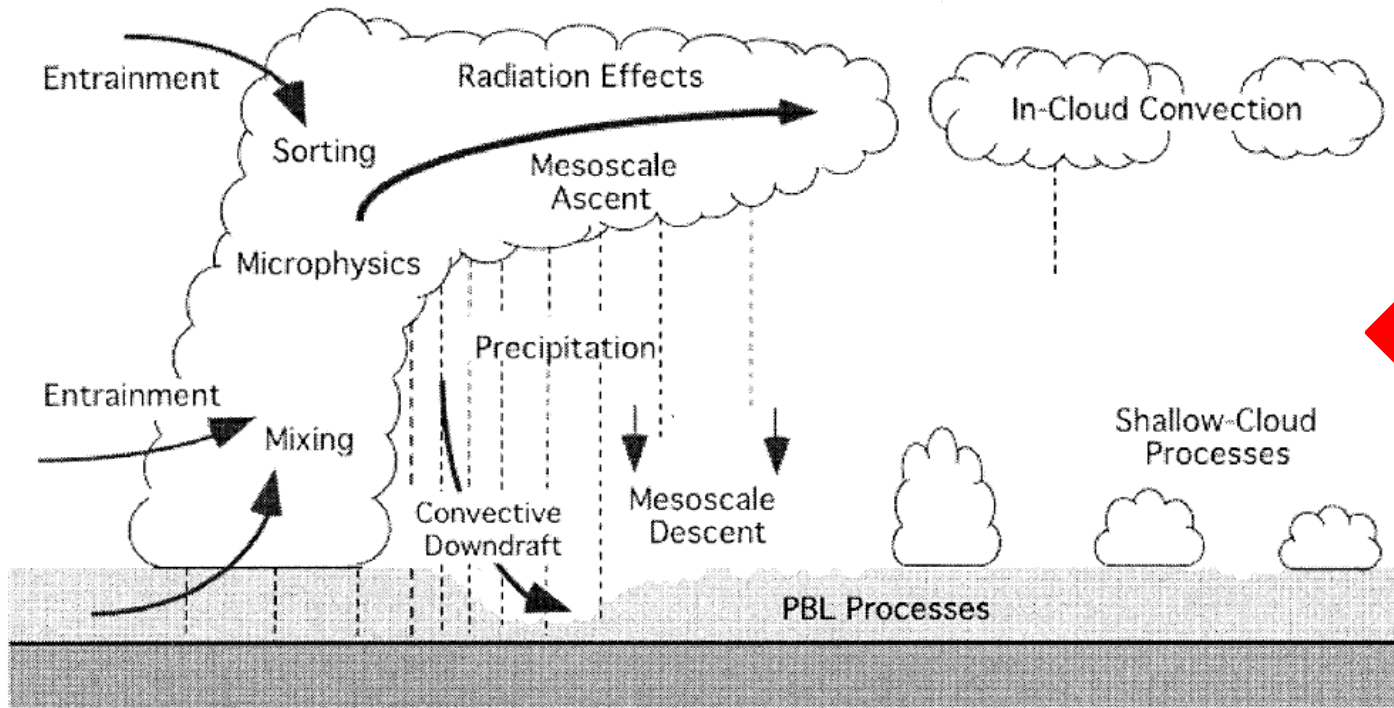 Entrainment
Radiation Effects
In-Cloud Convection
Sorting
Mesoscale
Ascent
Microphysics
Precipitation
Entrainment
Mixing
Shallow-Cloud
Processes
Convective
Downdraft
Mesoscale
Descent
PBL Processes